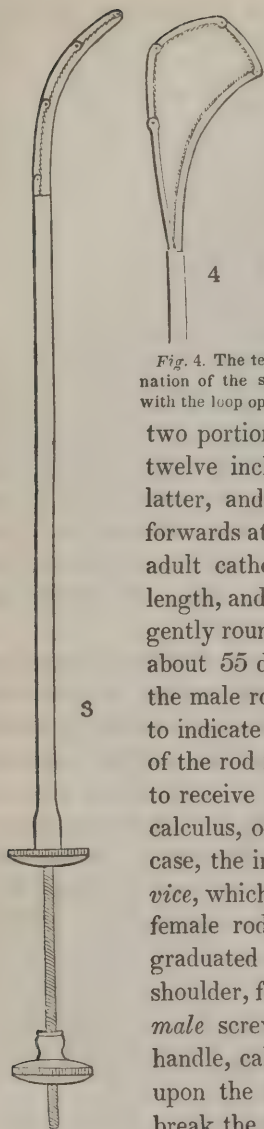 4
Fig. 4. The te
nation of the s
with the loop op
two portion
twelve incl
latter, and
forwards at
adult cathe
length, and
gently roun
about 55 d
the male ro
to indicate
of the rod
to receive
calculus, o
case, the in
vice, which
female rod
graduated
shoulder, f
male screw
handle, cal
upon the
break the
3